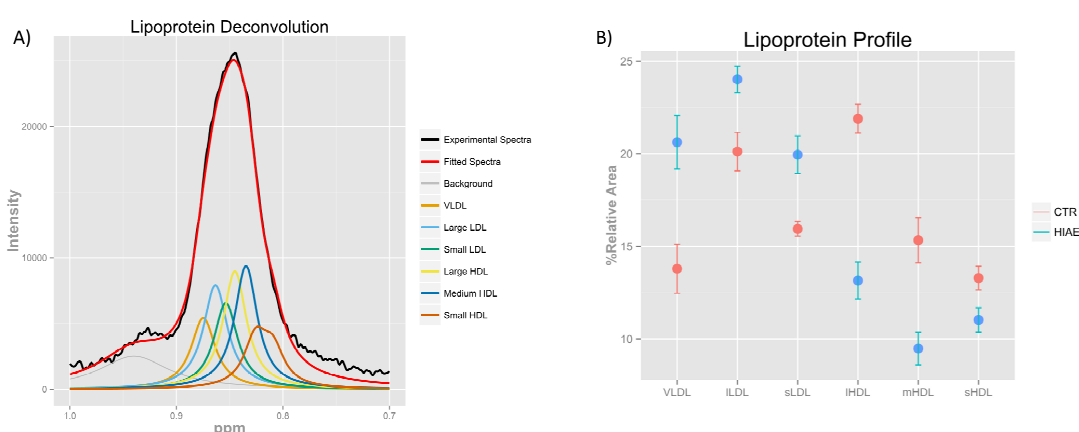 A)
Lipoprotein Deconvolution
Intensity
20000
10000
0
1.0
0.9
0.8
0.7
ppm
Experimental Spectra
Fitted Spectra
Background
VLDL
Large LDL
Small LDL
Large HDL
Medium HDL
Small HDL
B)
Lipoprotein Profile
%Relative Area
25
20
15
10
VLDL
lLDL
sLDL
lHDL
mHDL
sHDL
CTR
HIAE